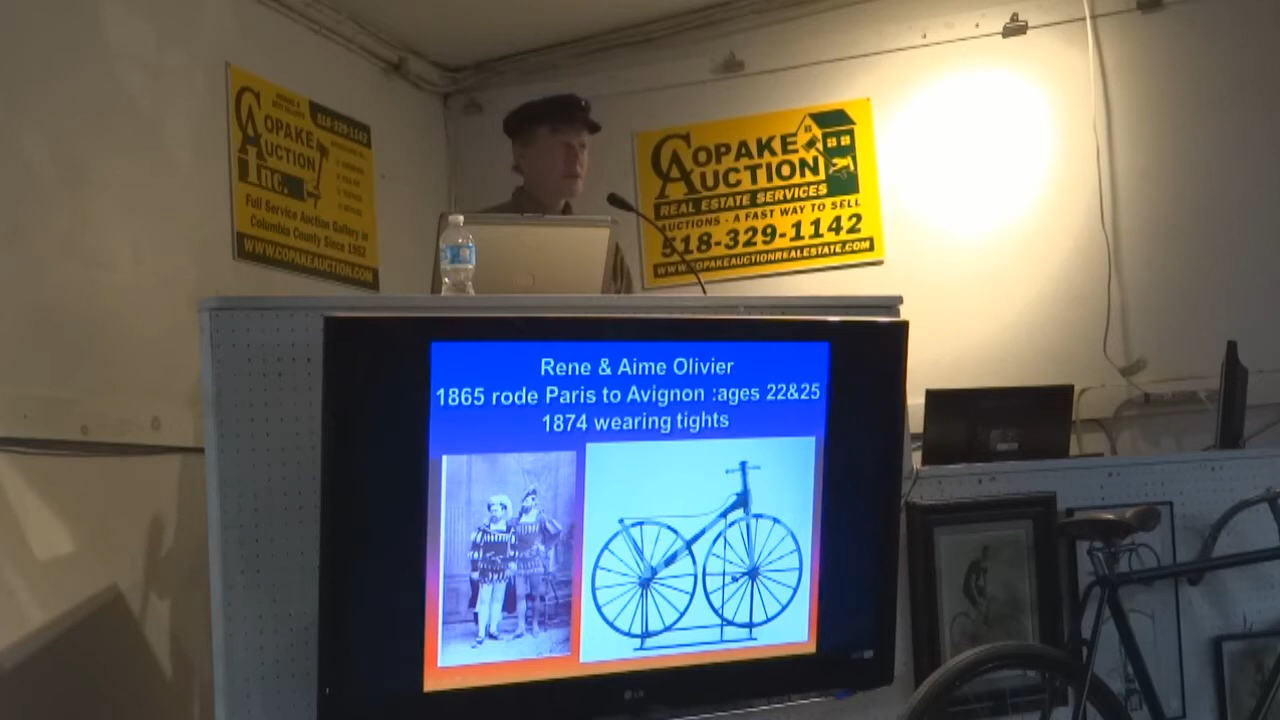 COPAKE
AUCTION
Inc.
518-329-1142
Full Service Auction Gallery in
Columbia County Since 1962
WWW.COPAKEAUCTION.COM
COPAKE
AUCTION
REAL ESTATE SERVICES
AUCTIONS - A FAST WAY TO SELL
518-329-1142
WWW.COPAKEAUCTIONREALESTATE.COM
Rene & Aime Olivier
1865 rode Paris to Avignon :ages 22&25
1874 wearing tights
LG